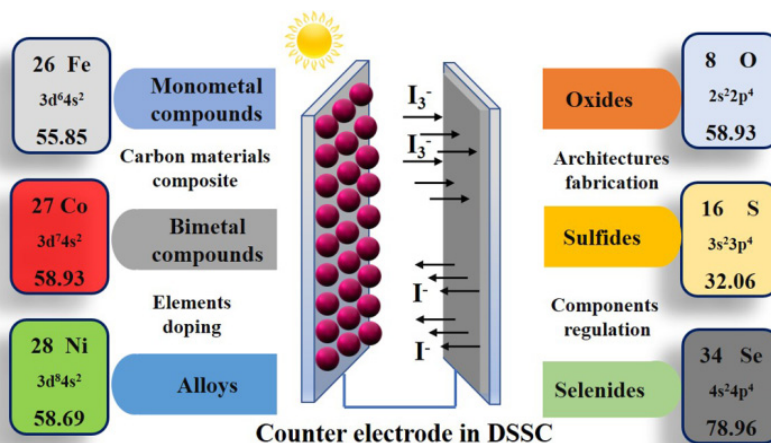 26 Fe
3d⁶4s²
55.85
Monometal
compounds
Carbon materials
composite
27 Co
3d⁷4s²
58.93
Bimetal
compounds
Elements
doping
28 Ni
3d⁸4s²
58.69
Alloys
I₃⁻
I₃⁻
I⁻
I⁻
Oxides
8 O
2s²2p⁴
58.93
Architectures
fabrication
Sulfides
16 S
3s²3p⁴
32.06
Components
regulation
Selenides
34 Se
4s²4p⁴
78.96
Counter electrode in DSSC